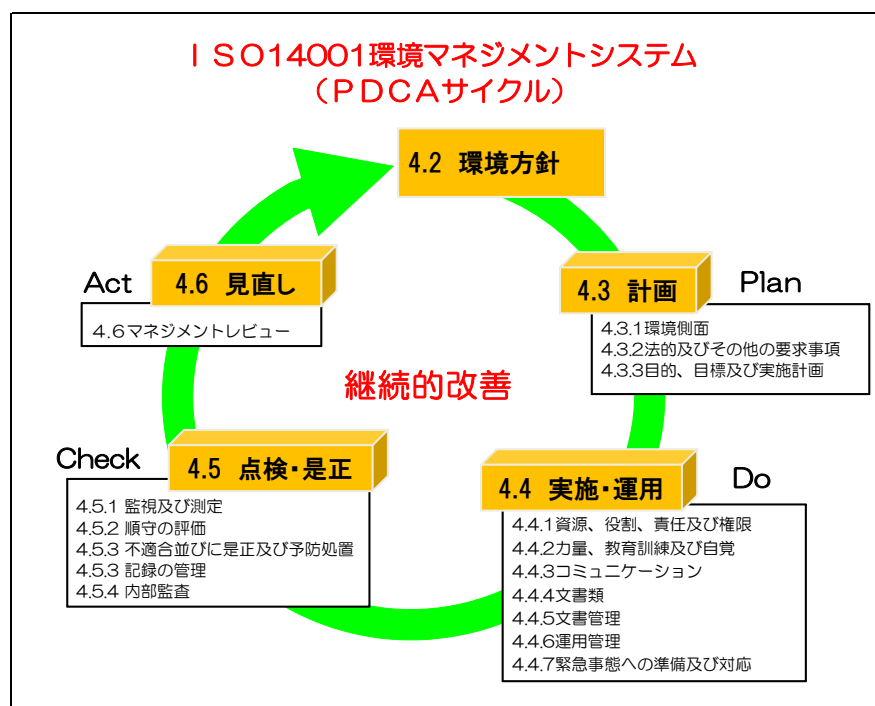 ISO14001環境マネジメントシステム
（PDCAサイクル）
4.2 環境方針
Plan
4.3 計画
4.3.1環境側面
4.3.2法的及びその他の要求事項
4.3.3目的、目標及び実施計画
Do
4.4 実施・運用
4.4.1資源、役割、責任及び権限
4.4.2力量、教育訓練及び自覚
4.4.3コミュニケーション
4.4.4文書類
4.4.5文書管理
4.4.6運用管理
4.4.7緊急事態への準備及び対応
Check
4.5 点検・是正
4.5.1 監視及び測定
4.5.2 順守の評価
4.5.3 不適合並びに是正及び予防処置
4.5.3 記録の管理
4.5.4 内部監査
Act
4.6 見直し
4.6マネジメントレビュー
継続的改善